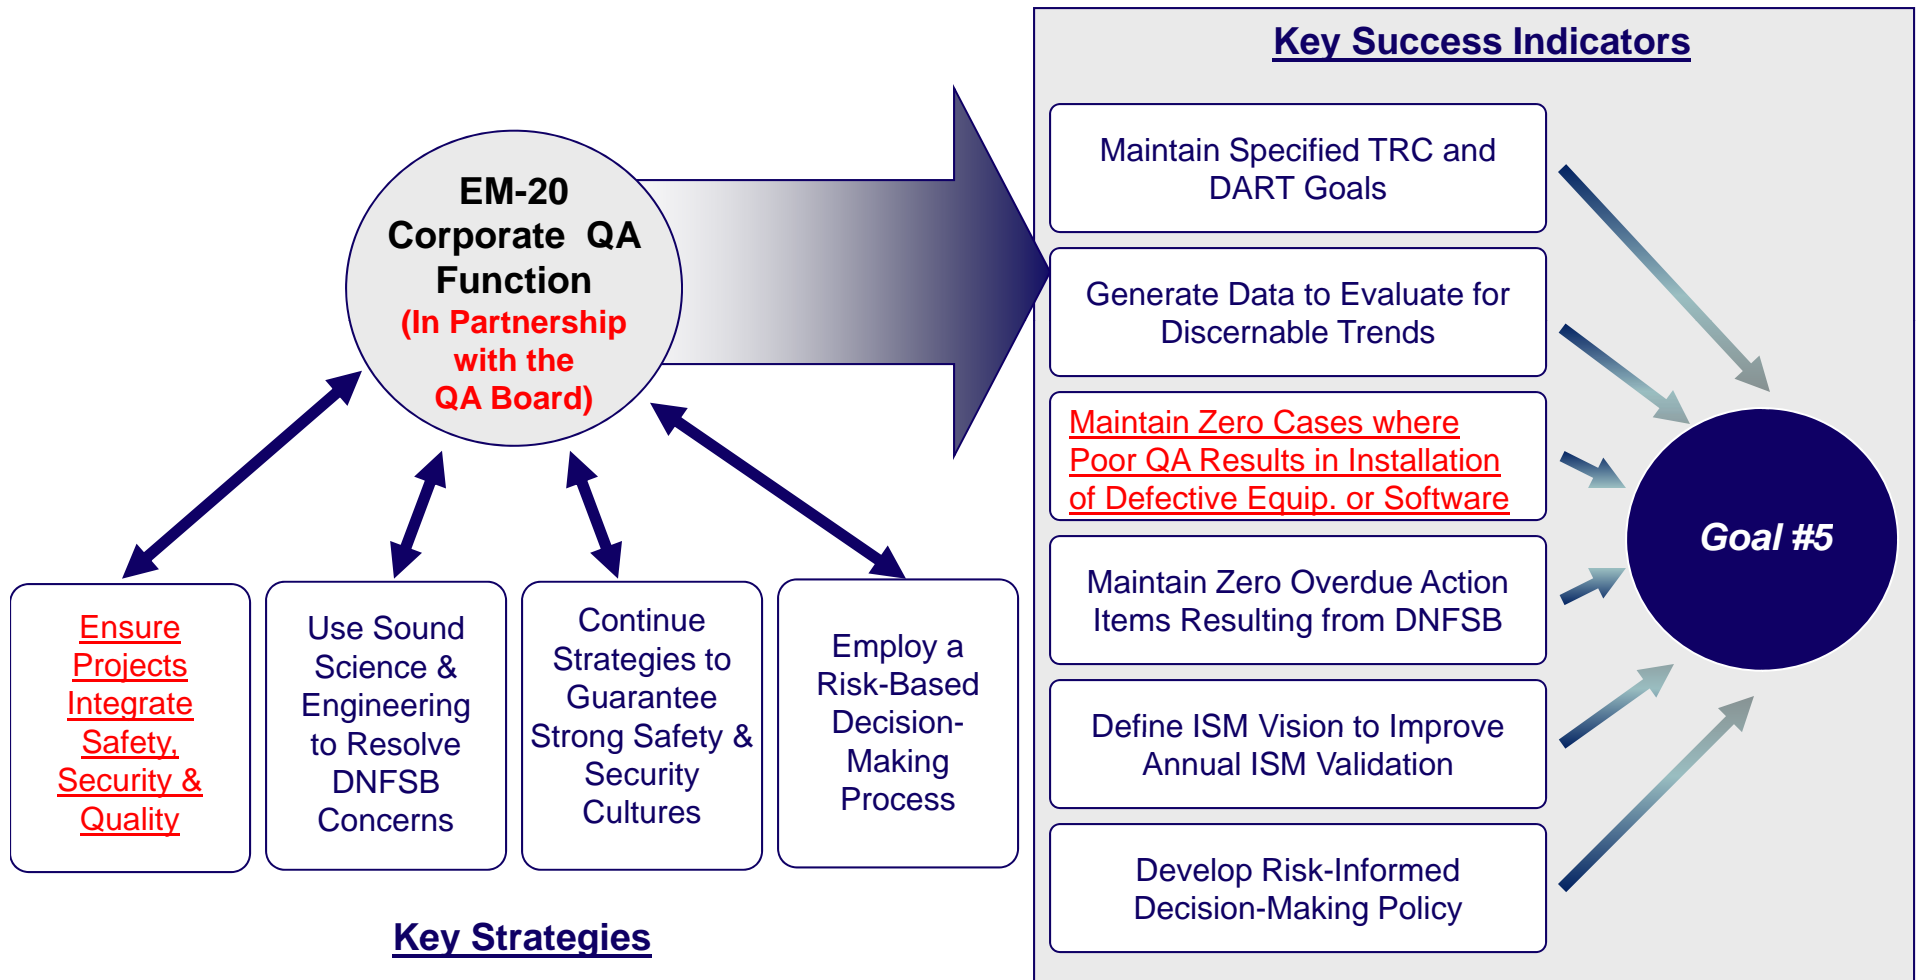 Key Success Indicators
EM-20
Corporate QA
Function
(In Partnership
with the
QA Board)
Ensure
Projects
Integrate
Safety,
Security &
Quality
Use Sound
Science &
Engineering
to Resolve
DNFSB
Concerns
Continue
Strategies to
Guarantee
Strong Safety &
Security
Cultures
Employ a
Risk-Based
Decision-
Making
Process
Key Strategies
Maintain Specified TRC and
DART Goals
Generate Data to Evaluate for
Discernable Trends
Maintain Zero Cases where
Poor QA Results in Installation
of Defective Equip. or Software
Maintain Zero Overdue Action
Items Resulting from DNFSB
Define ISM Vision to Improve
Annual ISM Validation
Develop Risk-Informed
Decision-Making Policy
Goal #5